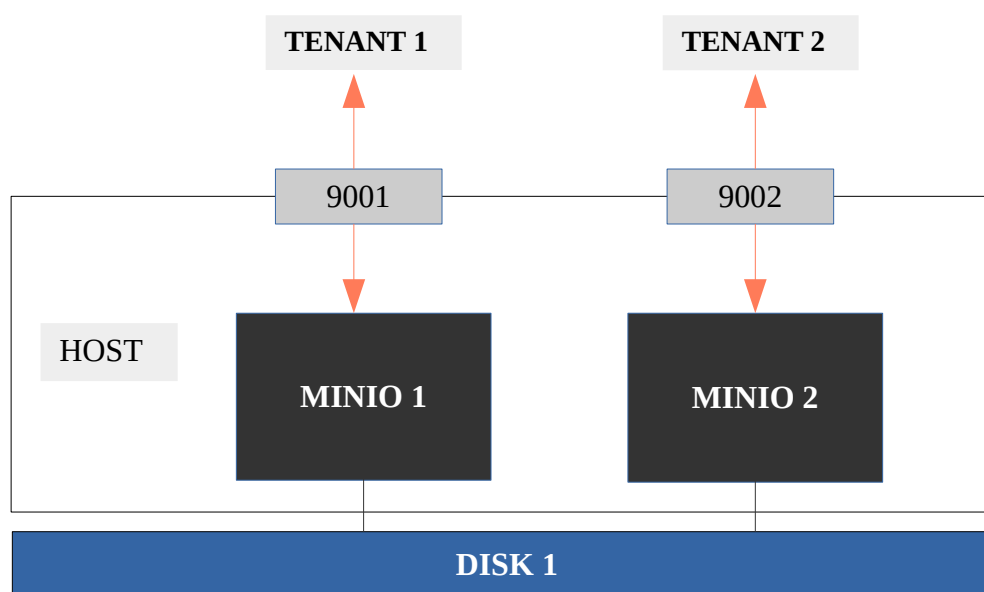 TENANT 1
TENANT 2
9001
9002
HOST
MINIO 1
MINIO 2
DISK 1